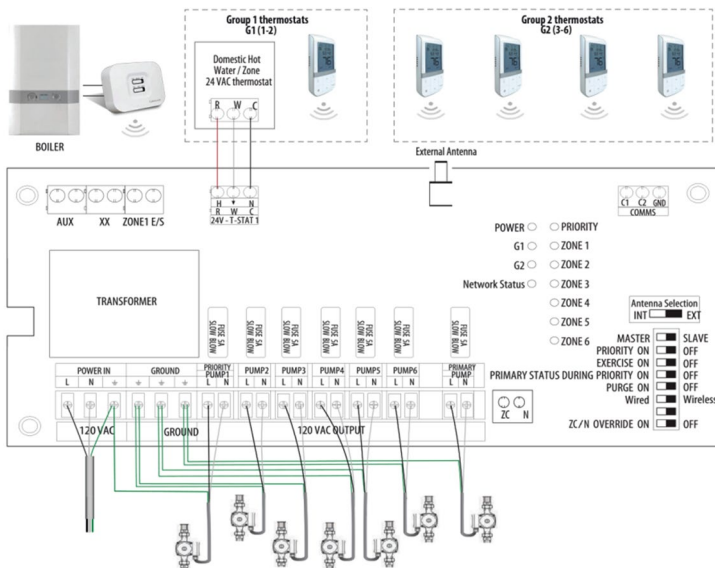 Group 1 thermostats
G1 (1-2)
Group 2 thermostats
G2 (3-6)
Domestic Hot
Water / Zone
24 VAC thermostat
R W C
BOILER
External Antenna
H N
R W C
24V - T-STAT 1
AUX XX ZONE1 E/S
C1 C2 GND
COMMS
POWER PRIORITY
G1 ZONE 1
G2 ZONE 2
Network Status ZONE 3
ZONE 4
ZONE 5
ZONE 6
TRANSFORMER
Antenna Selection
INT EXT
FUSE 5A
SLOW BLOW
FUSE 5A
SLOW BLOW
FUSE 5A
SLOW BLOW
FUSE 5A
SLOW BLOW
FUSE 5A
SLOW BLOW
FUSE 5A
SLOW BLOW
FUSE 5A
SLOW BLOW
MASTER SLAVE
PRIORITY ON OFF
EXERCISE ON OFF
PRIMARY STATUS DURING PRIORITY ON OFF
PURGE ON OFF
Wired Wireless
ZC/N OVERRIDE ON OFF
POWER IN GROUND PRIORITY PUMP1 PUMP2 PUMP3 PUMP4 PUMP5 PUMP6 PRIMARY PUMP
L N L N L N L N L N L N L N L N
ZC N
120 VAC GROUND 120 VAC OUTPUT